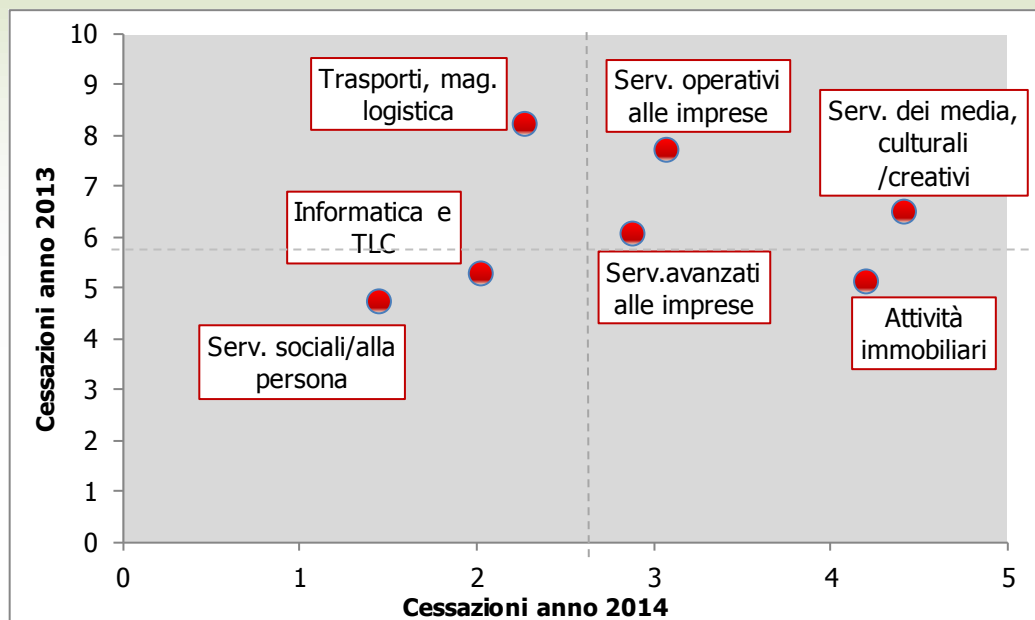 10
9
8
7
6
5
4
3
2
1
0
Cessazioni anno 2013
Trasporti, mag.
logistica
Serv. operativi
alle imprese
Serv. dei media,
culturali
/creativi
Informatica e
TLC
Serv.avanzati
alle imprese
Serv. sociali/alla
persona
Attività
immobiliari
0 1 2 3 4 5
Cessazioni anno 2014